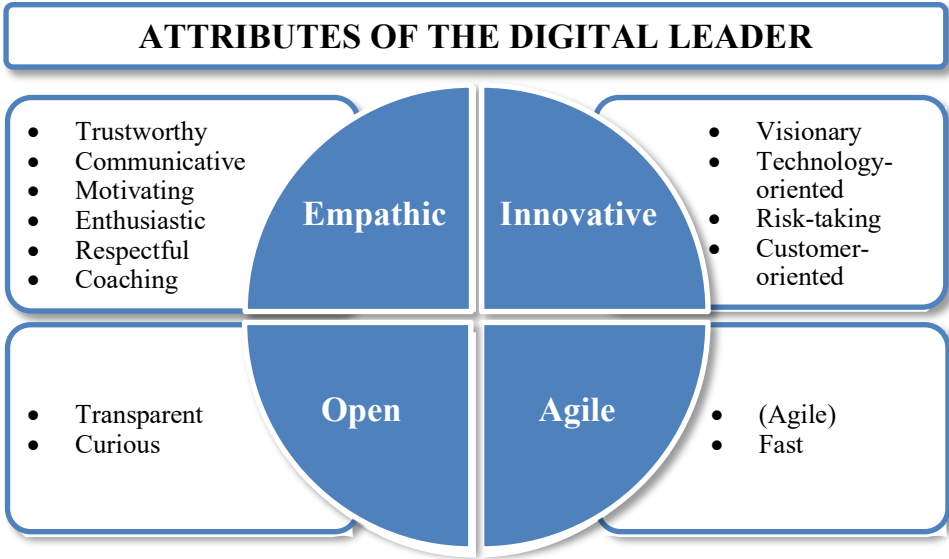 ATTRIBUTES OF THE DIGITAL LEADER
• Trustworthy
• Communicative
• Motivating
• Enthusiastic
• Respectful
• Coaching
Empathic
Innovative
• Visionary
• Technology-
oriented
• Risk-taking
• Customer-
oriented
• Transparent
• Curious
Open
Agile
• (Agile)
• Fast